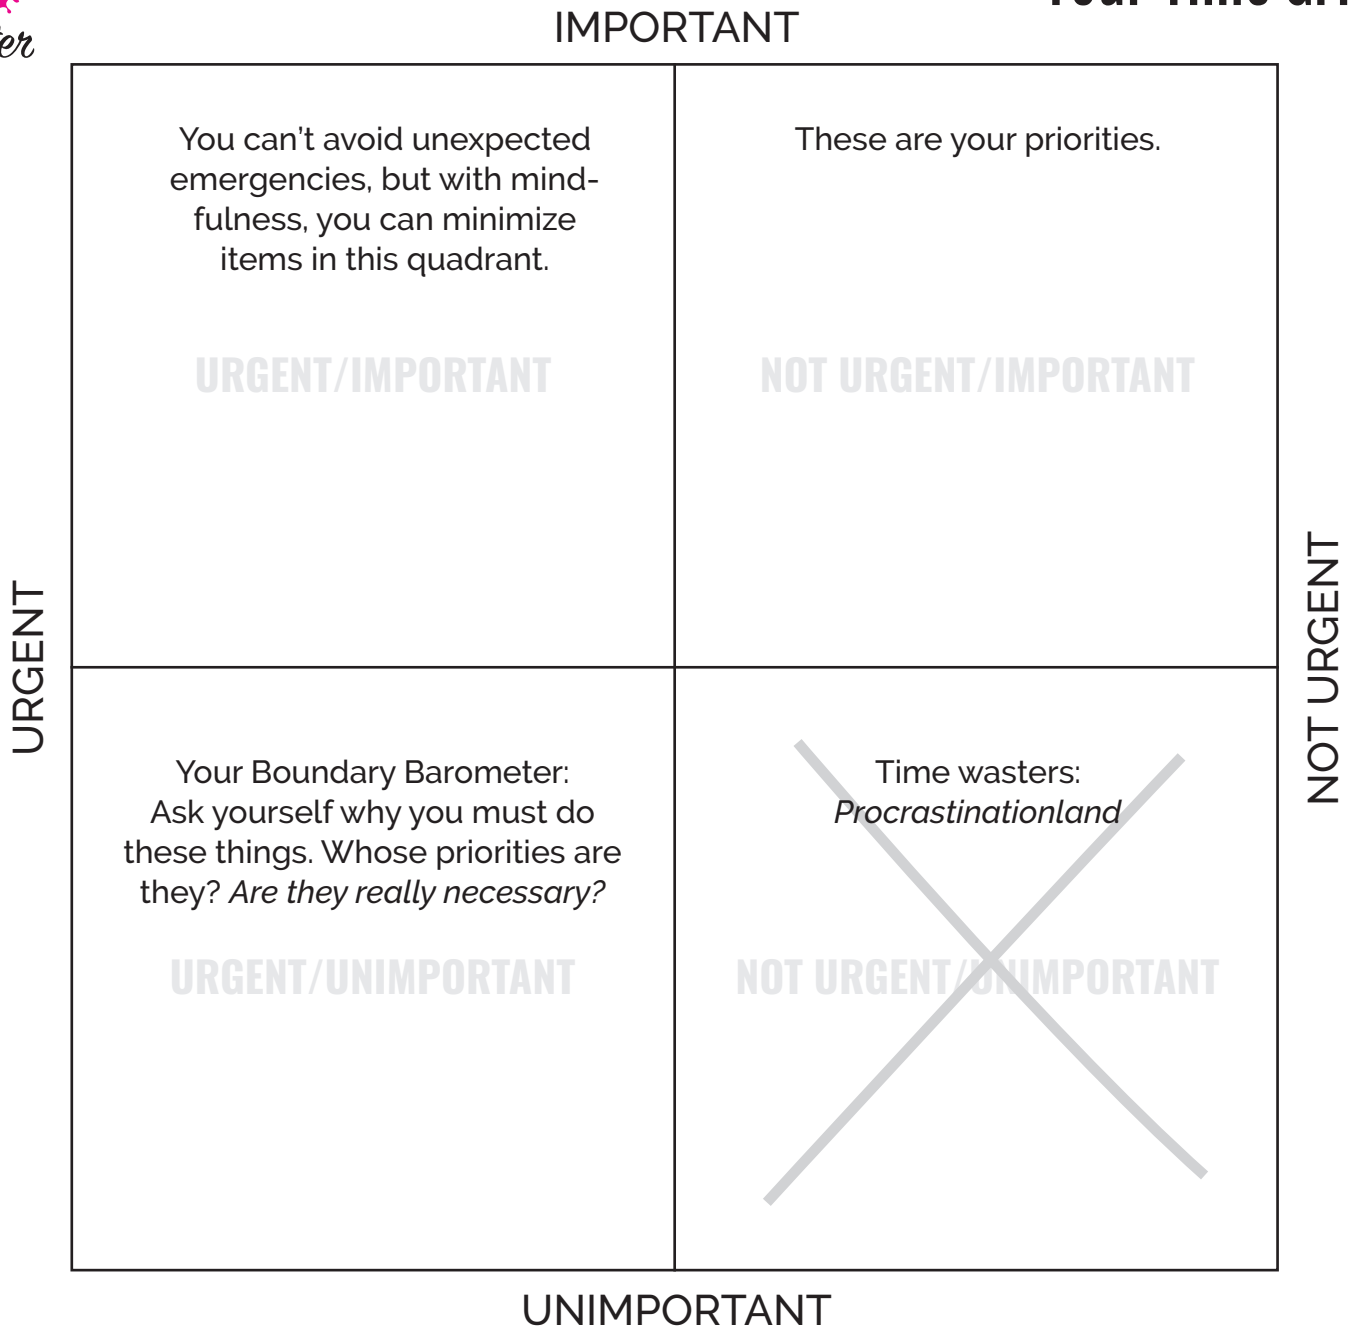 IMPORTANT
You can't avoid unexpected
emergencies, but with mind-
fulness, you can minimize
items in this quadrant.
URGENT/IMPORTANT
These are your priorities.
NOT URGENT/IMPORTANT
URGENT
NOT URGENT
Your Boundary Barometer:
Ask yourself why you must do
these things. Whose priorities are
they? Are they really necessary?
URGENT/UNIMPORTANT
Time wasters:
Procrastinationland
NOT URGENT/UNIMPORTANT
UNIMPORTANT